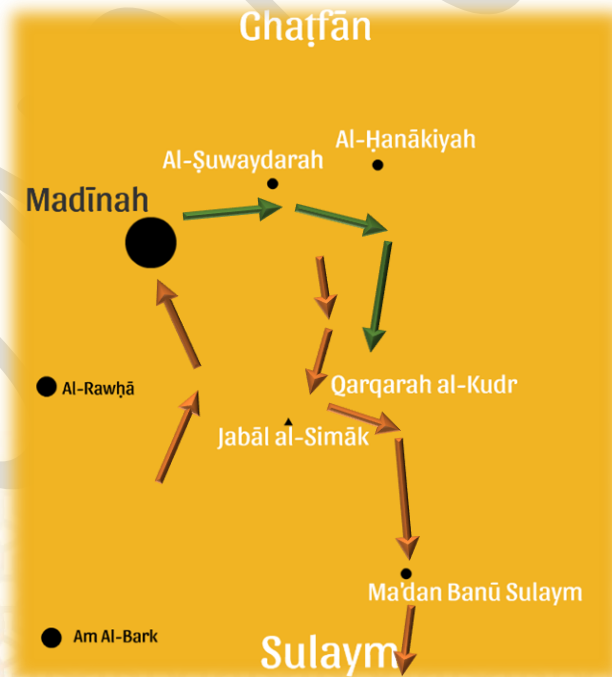 Ghaṭfān
Al-Ḥanākiyah
Al-Ṣuwaydarah
Madīnah
Al-Rawḥā
Qarqarah al-Kudr
Jabāl al-Simāk
Ma'dan Banū Sulaym
Am Al-Bark
Sulaym